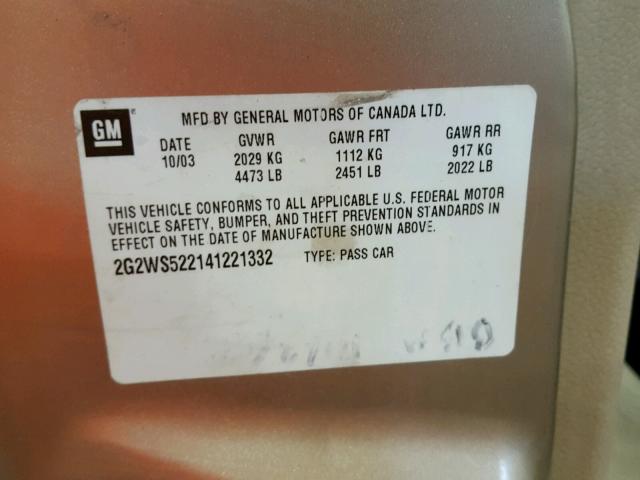 GM
MFD BY GENERAL MOTORS OF CANADA LTD.
DATE GVWR GAWR FRT GAWR RR
10/03 2029 KG 1112 KG 917 KG
4473 LB 2451 LB 2022 LB
THIS VEHICLE CONFORMS TO ALL APPLICABLE U.S. FEDERAL MOTOR
VEHICLE SAFETY, BUMPER, AND THEFT PREVENTION STANDARDS IN
EFFECT ON THE DATE OF MANUFACTURE SHOWN ABOVE.
2G2WS522141221332 TYPE: PASS CAR